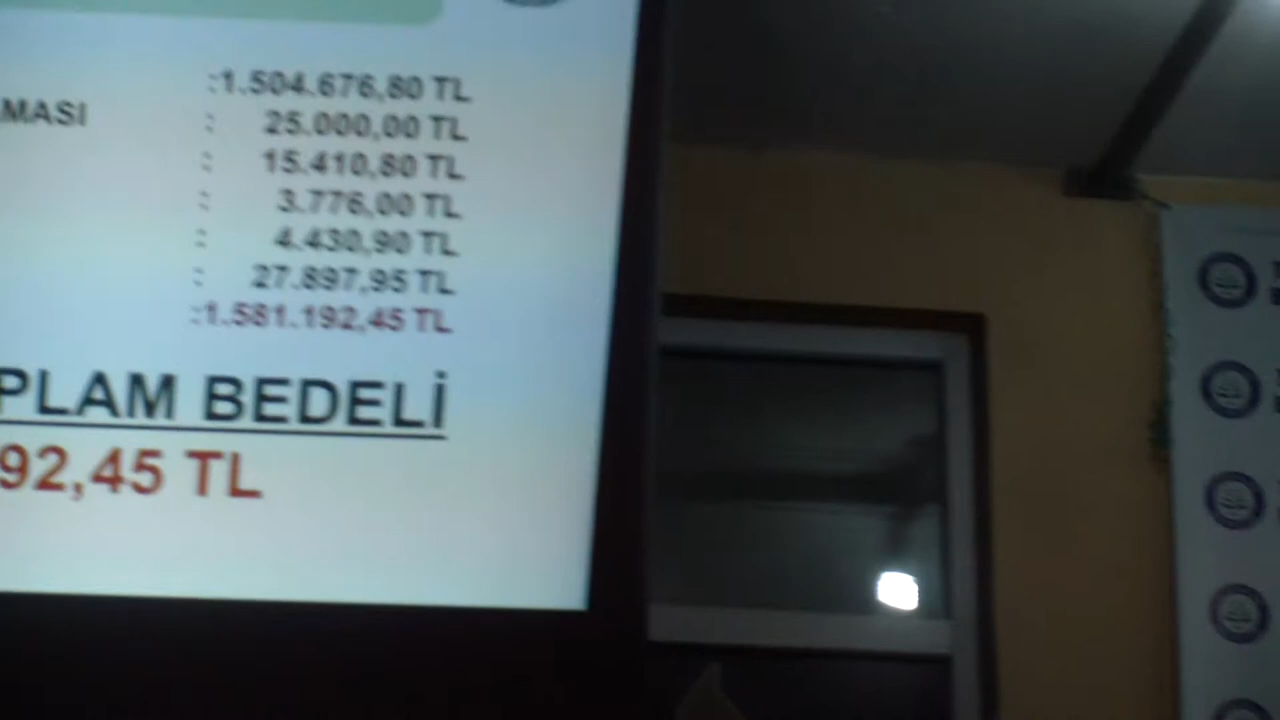 :1.504.676,80 TL
MASI : 25.000,00 TL
: 15.410,80 TL
: 3.776,00 TL
: 4.430,90 TL
: 27.897,95 TL
:1.581.192,45 TL
PLAM BEDELİ
92,45 TL